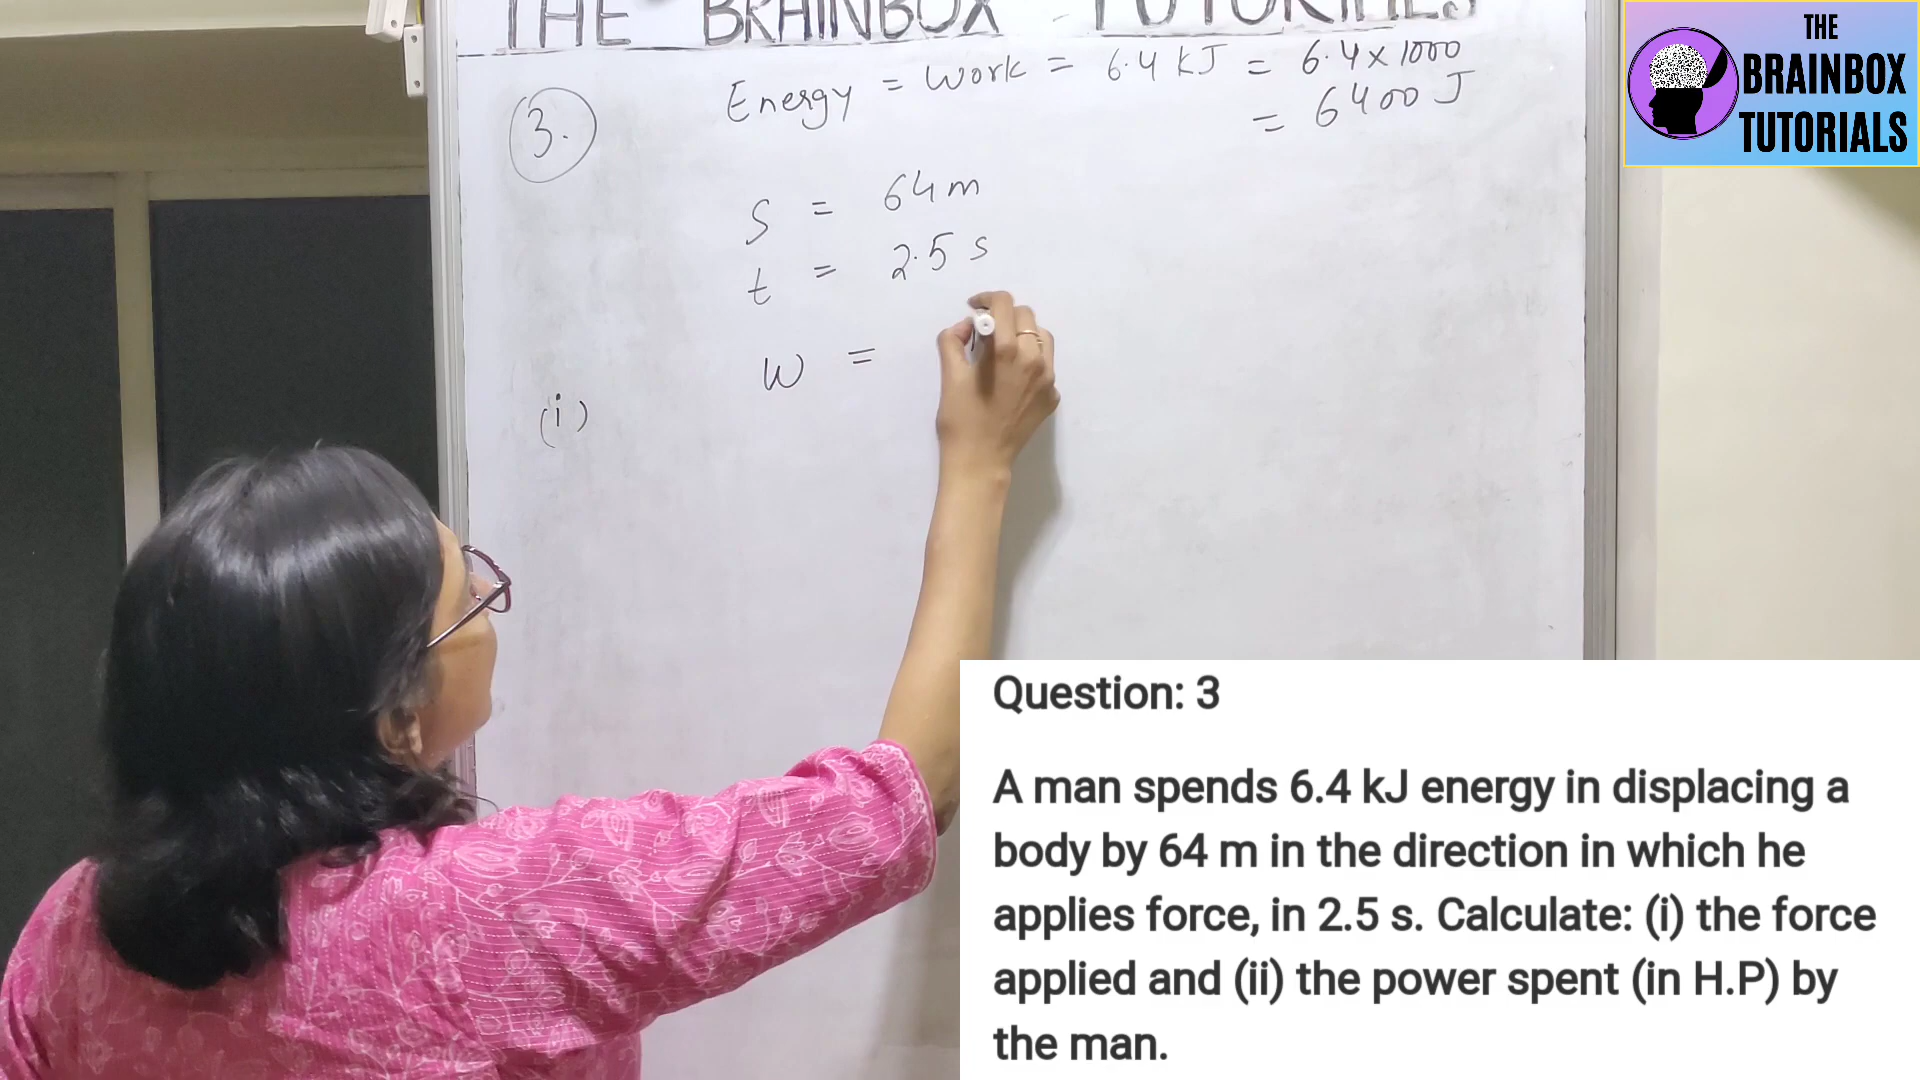 THE BRAINBOX TUTORIALS
3.
Energy = Work = 6.4 kJ = 6.4 x 1000
= 6400 J
S = 64 m
t = 2.5 s
W =
(i)
THE
BRAINBOX
TUTORIALS
Question: 3
A man spends 6.4 kJ energy in displacing a
body by 64 m in the direction in which he
applies force, in 2.5 s. Calculate: (i) the force
applied and (ii) the power spent (in H.P) by
the man.